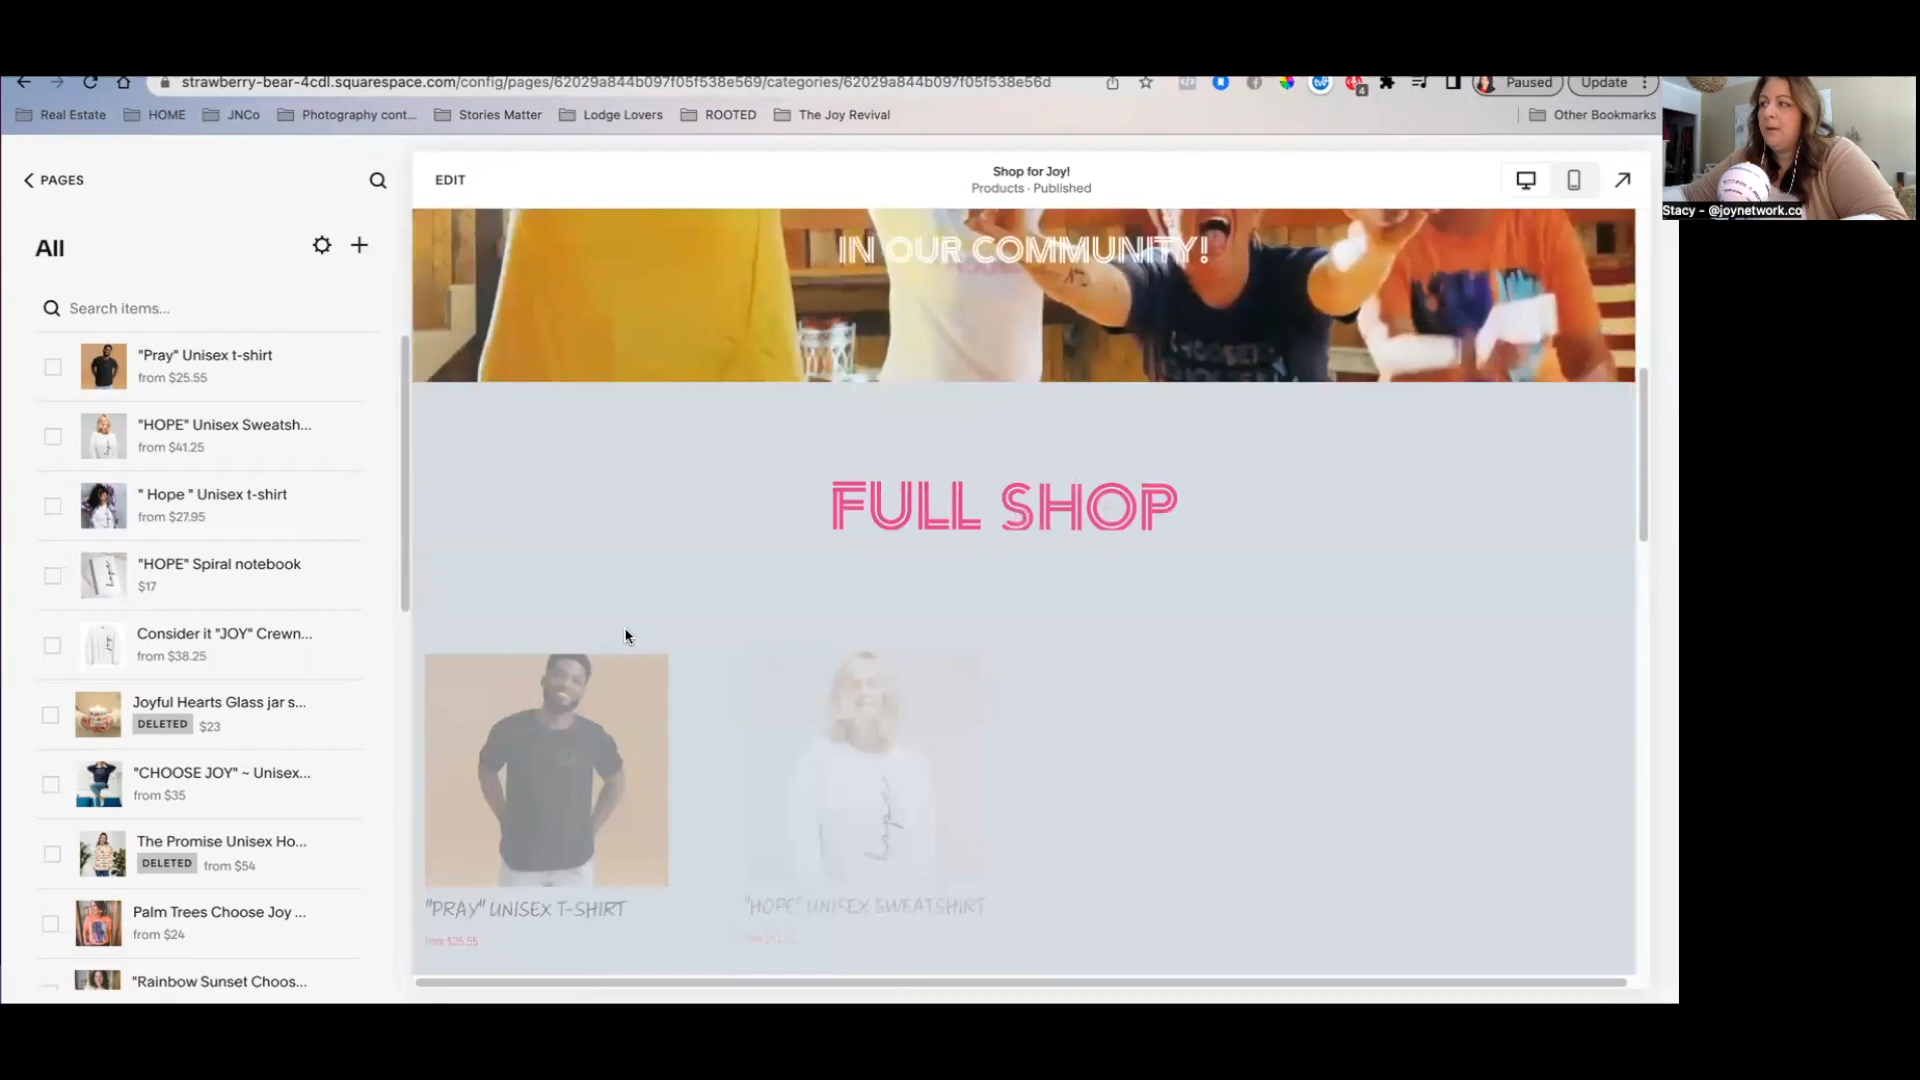 strawberry-bear-4cdl.squarespace.com/config/pages/62029a844b097f05f538e569/categories/62029a844b097f05f538e56d
4
Paused
Update
Real Estate
HOME
JNCo
Photography cont...
Stories Matter
Lodge Lovers
ROOTED
The Joy Revival
Other Bookmarks
Stacy - @joynetwork.co
PAGES
EDIT
Shop for Joy!
Products · Published
All
Search items...
"Pray" Unisex t-shirt
from $25.55
"HOPE" Unisex Sweatsh...
from $41.25
" Hope " Unisex t-shirt
from $27.95
"HOPE" Spiral notebook
$17
Consider it "JOY" Crewn...
from $38.25
Joyful Hearts Glass jar s...
DELETED $23
"CHOOSE JOY" ~ Unisex...
from $35
The Promise Unisex Ho...
DELETED from $54
Palm Trees Choose Joy ...
from $24
"Rainbow Sunset Choos...
IN OUR COMMUNITY!
FULL SHOP
hope
"PRAY" UNISEX T-SHIRT
from $25.55
"HOPE" UNISEX SWEATSHIRT